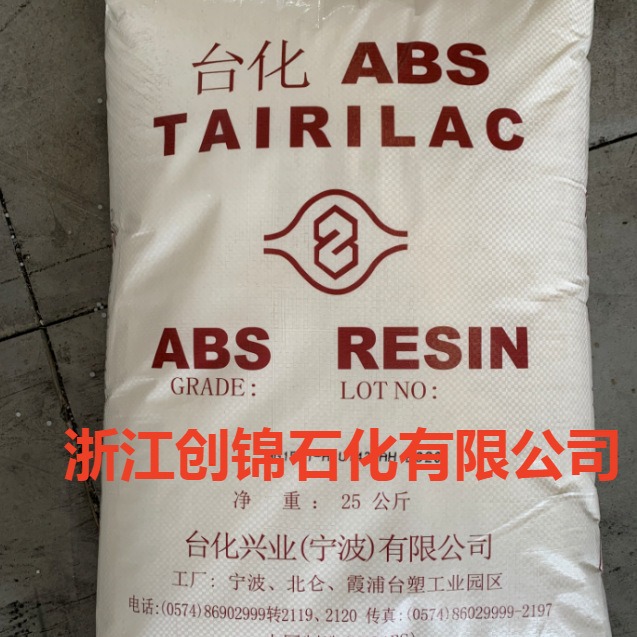 台化 ABS
TAIRILAC
ABS RESIN
GRADE: LOT NO:
浙江创锦石化有限公司
净 重： 25 公斤
台化兴业(宁波)有限公司
工厂: 宁波、北仑、霞浦台塑工业园区
电话:(0574)86902999转2119、2120 传真:(0574)86029999-2197